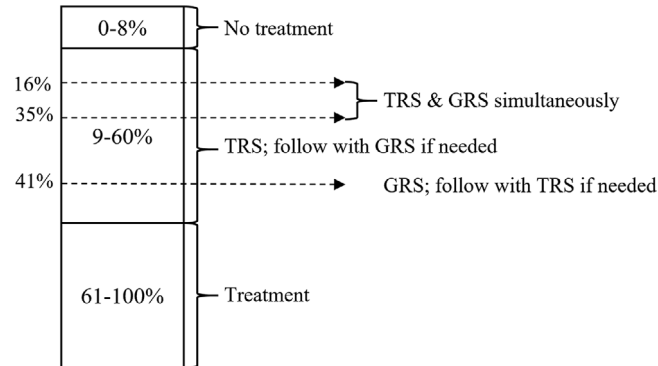 0-8%
No treatment
16%
TRS & GRS simultaneously
35%
9-60%
TRS; follow with GRS if needed
41%
GRS; follow with TRS if needed
61-100%
Treatment